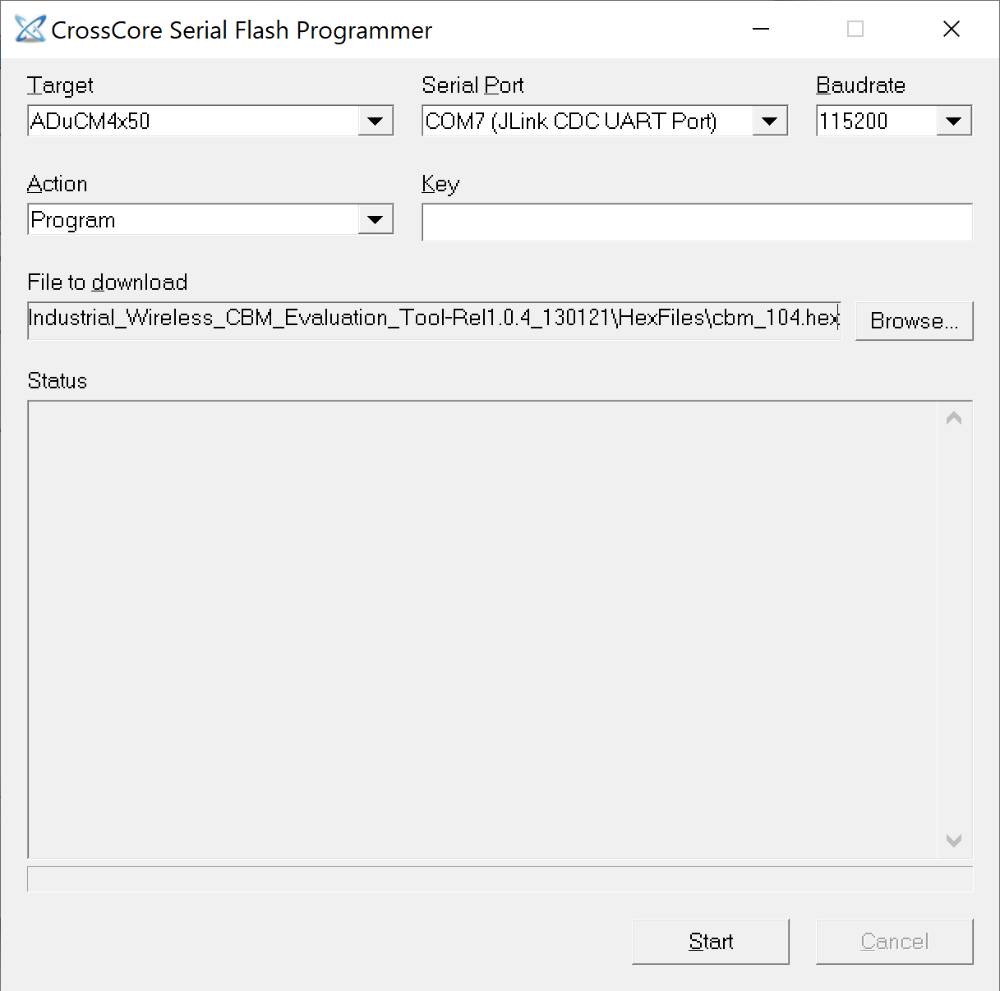 CrossCore Serial Flash Programmer
Target
Serial Port
Baudrate
ADuCM4x50
COM7 (JLink CDC UART Port)
115200
Action
Key
Program
File to download
Industrial_Wireless_CBM_Evaluation_Tool-Rel1.0.4_130121\HexFiles\cbm_104.hex
Browse...
Status
Start
Cancel